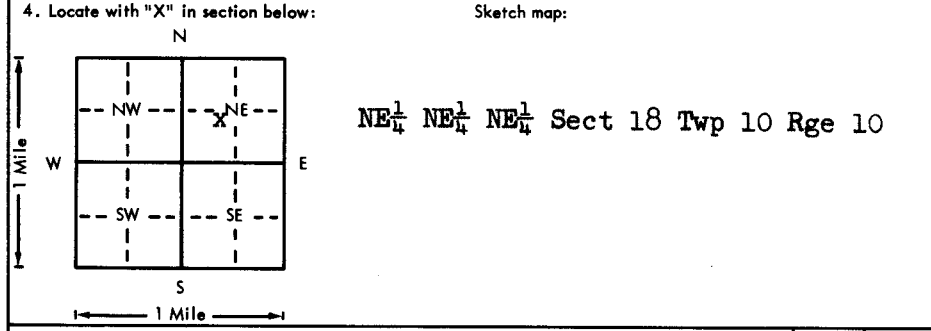 4. Locate with "X" in section below: Sketch map:
N
NW X NE
NE¼ NE¼ NE¼ Sect 18 Twp 10 Rge 10
W E
1 Mile
SW SE
S
1 Mile